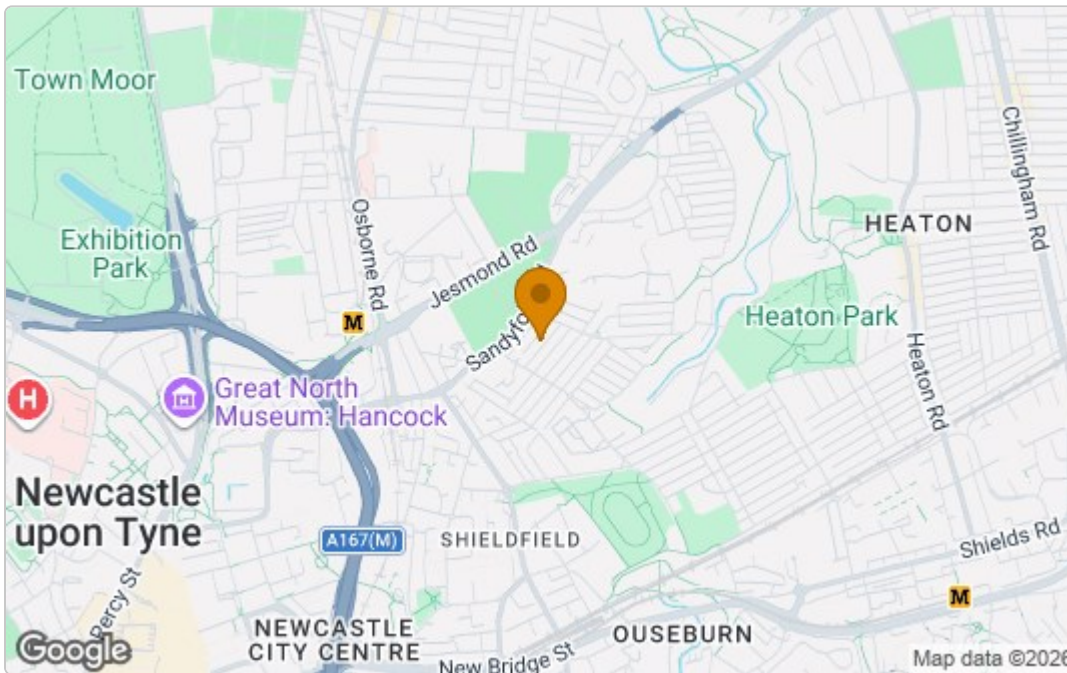 Town Moor
Exhibition
Park
Osborne Rd
Jesmond Rd
Sandyfo
Chillingham Rd
HEATON
Heaton Park
Heaton Rd
M
H
Great North
Museum: Hancock
Newcastle
upon Tyne
A167(M)
SHIELDFIELD
Shields Rd
M
Percy St
NEWCASTLE
CITY CENTRE
OUSEBURN
New Bridge St
Google
Map data ©2026